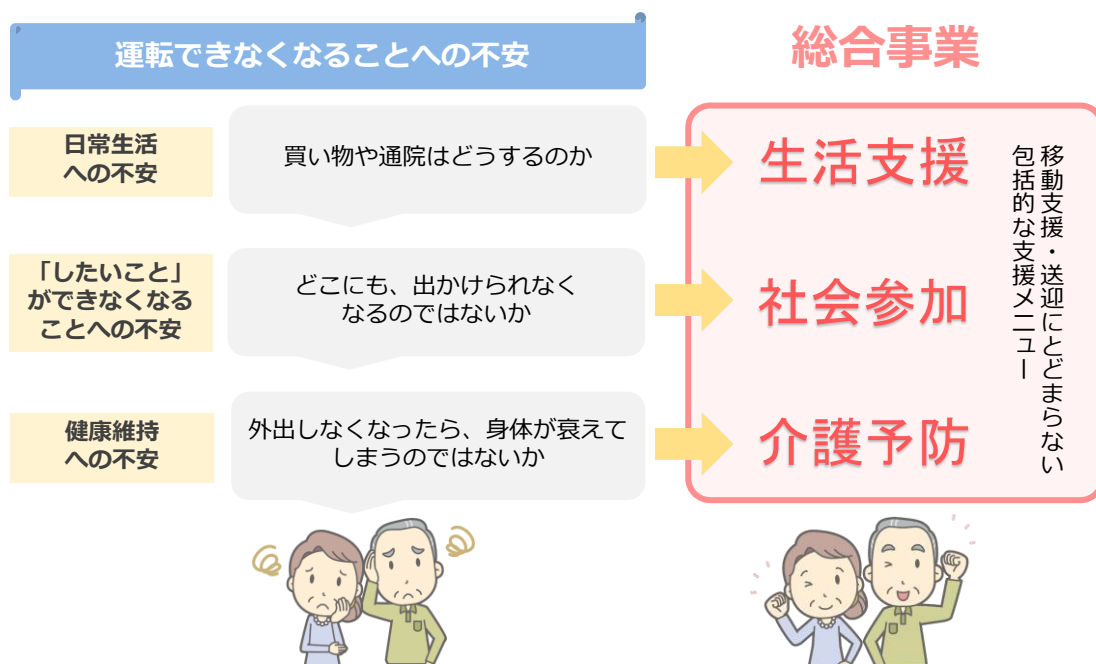 運転できなくなることへの不安
総合事業
日常生活
への不安
買い物や通院はどうするのか
生活支援
「したいこと」
ができなくなる
ことへの不安
どこにも、出かけられなく
なるのではないか
社会参加
健康維持
への不安
外出しなくなったら、身体が衰えて
しまうのではないか
介護予防
移動支援・送迎にとどまらない
包括的な支援メニュー